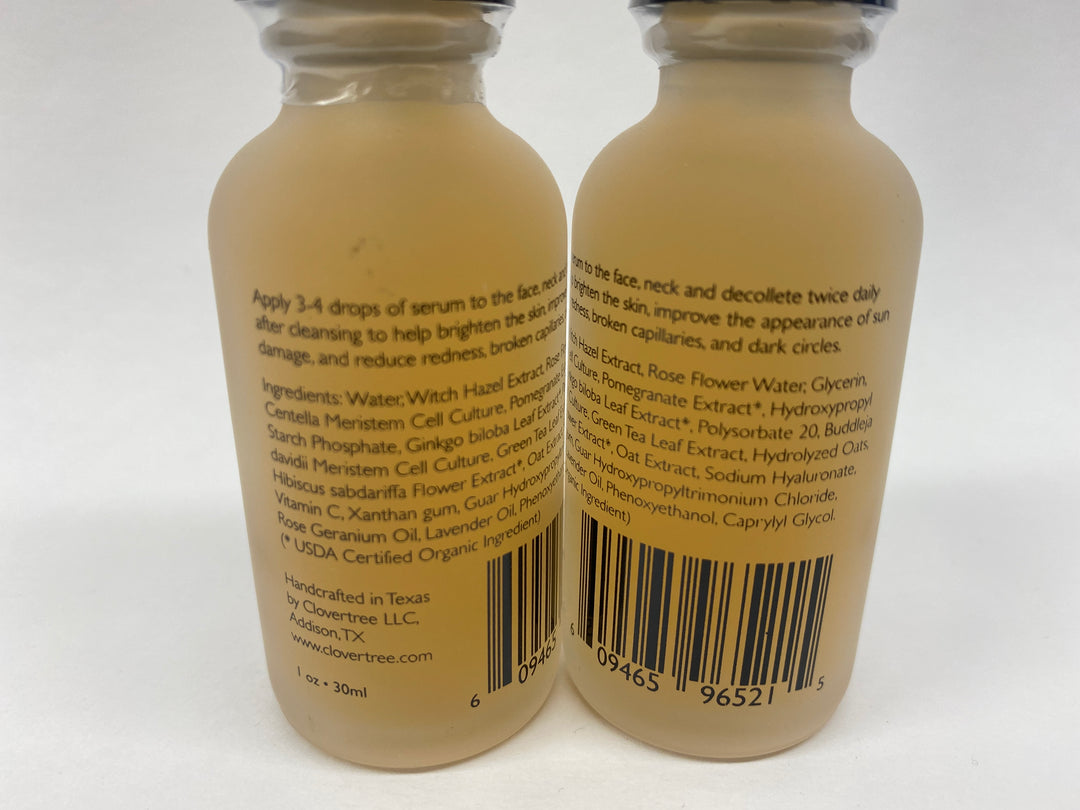 Apply 3-4 drops of serum to the face, neck and
after cleansing to help brighten the skin, improve
damage, and reduce redness, broken capillaries,
Ingredients: Water, Witch Hazel Extract, Rose
Centella Meristem Cell Culture, Pomegranate
Starch Phosphate, Ginkgo biloba Leaf Extract*,
davidii Meristem Cell Culture, Green Tea Leaf
Hibiscus sabdariffa Flower Extract*, Oat Extract,
Vitamin C, Xanthan gum, Guar Hydroxypropyl
Rose Geranium Oil, Lavender Oil, Phenoxye
(* USDA Certified Organic Ingredient)
Handcrafted in Texas
by Clovertree LLC,
Addison, TX
www.clovertree.com
1 oz • 30ml
6 09465
to the face, neck and decollete twice daily
brighten the skin, improve the appearance of sun
redness, broken capillaries, and dark circles.
Hazel Extract, Rose Flower Water, Glycerin,
Culture, Pomegranate Extract*, Hydroxypropyl
biloba Leaf Extract*, Polysorbate 20, Buddleja
Culture, Green Tea Leaf Extract, Hydrolyzed Oats,
Extract*, Oat Extract, Sodium Hyaluronate,
Guar Hydroxypropyltrimonium Chloride,
Oil, Phenoxyethanol, Caprylyl Glycol.
Ingredient)
6 09465 96521 5